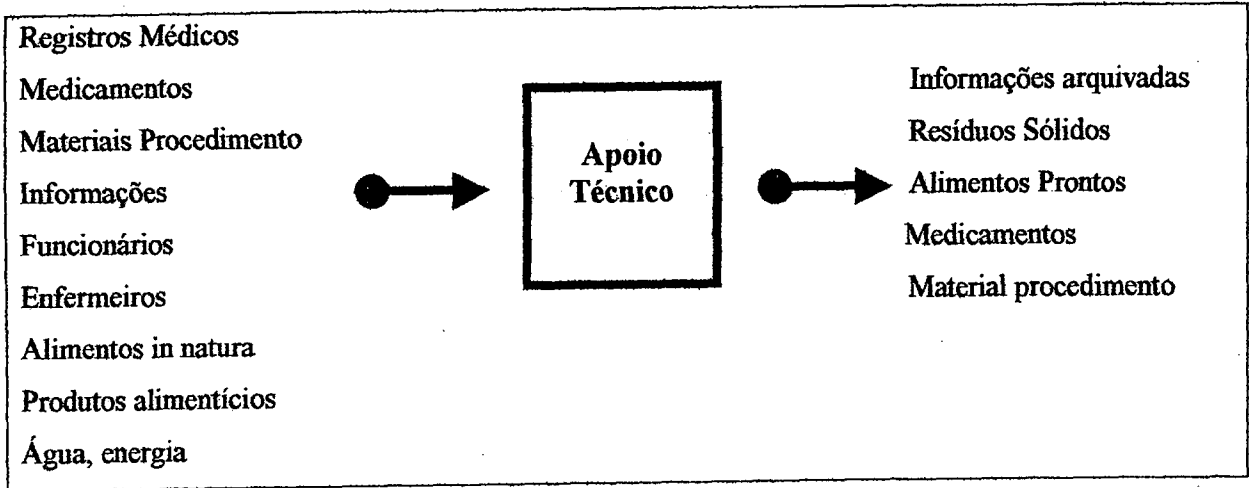 Registros Médicos
Medicamentos
Materiais Procedimento
Informações
Funcionários
Enfermeiros
Alimentos in natura
Produtos alimentícios
Água, energia
Apoio
Técnico
Informações arquivadas
Resíduos Sólidos
Alimentos Prontos
Medicamentos
Material procedimento